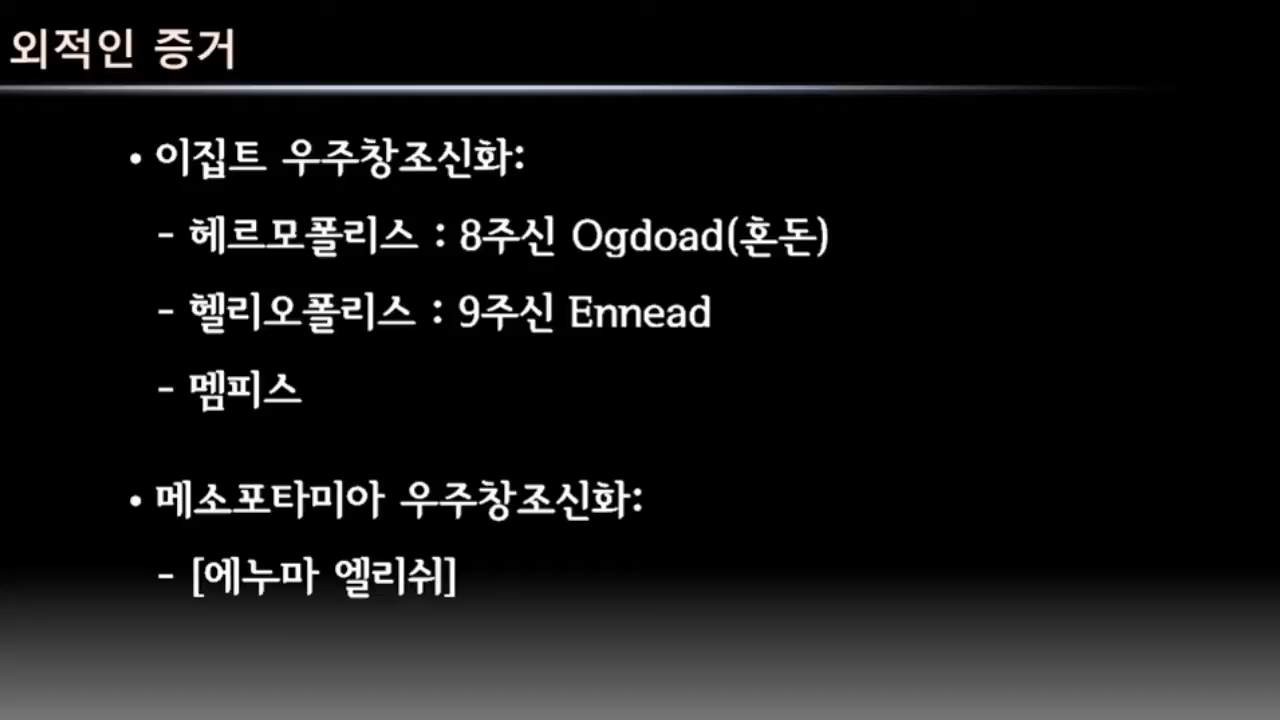 외적인 증거
• 이집트 우주창조신화:
- 헤르모폴리스 : 8주신 Ogdoad(혼돈)
- 헬리오폴리스 : 9주신 Ennead
- 멤피스
• 메소포타미아 우주창조신화:
- [에누마 엘리쉬]